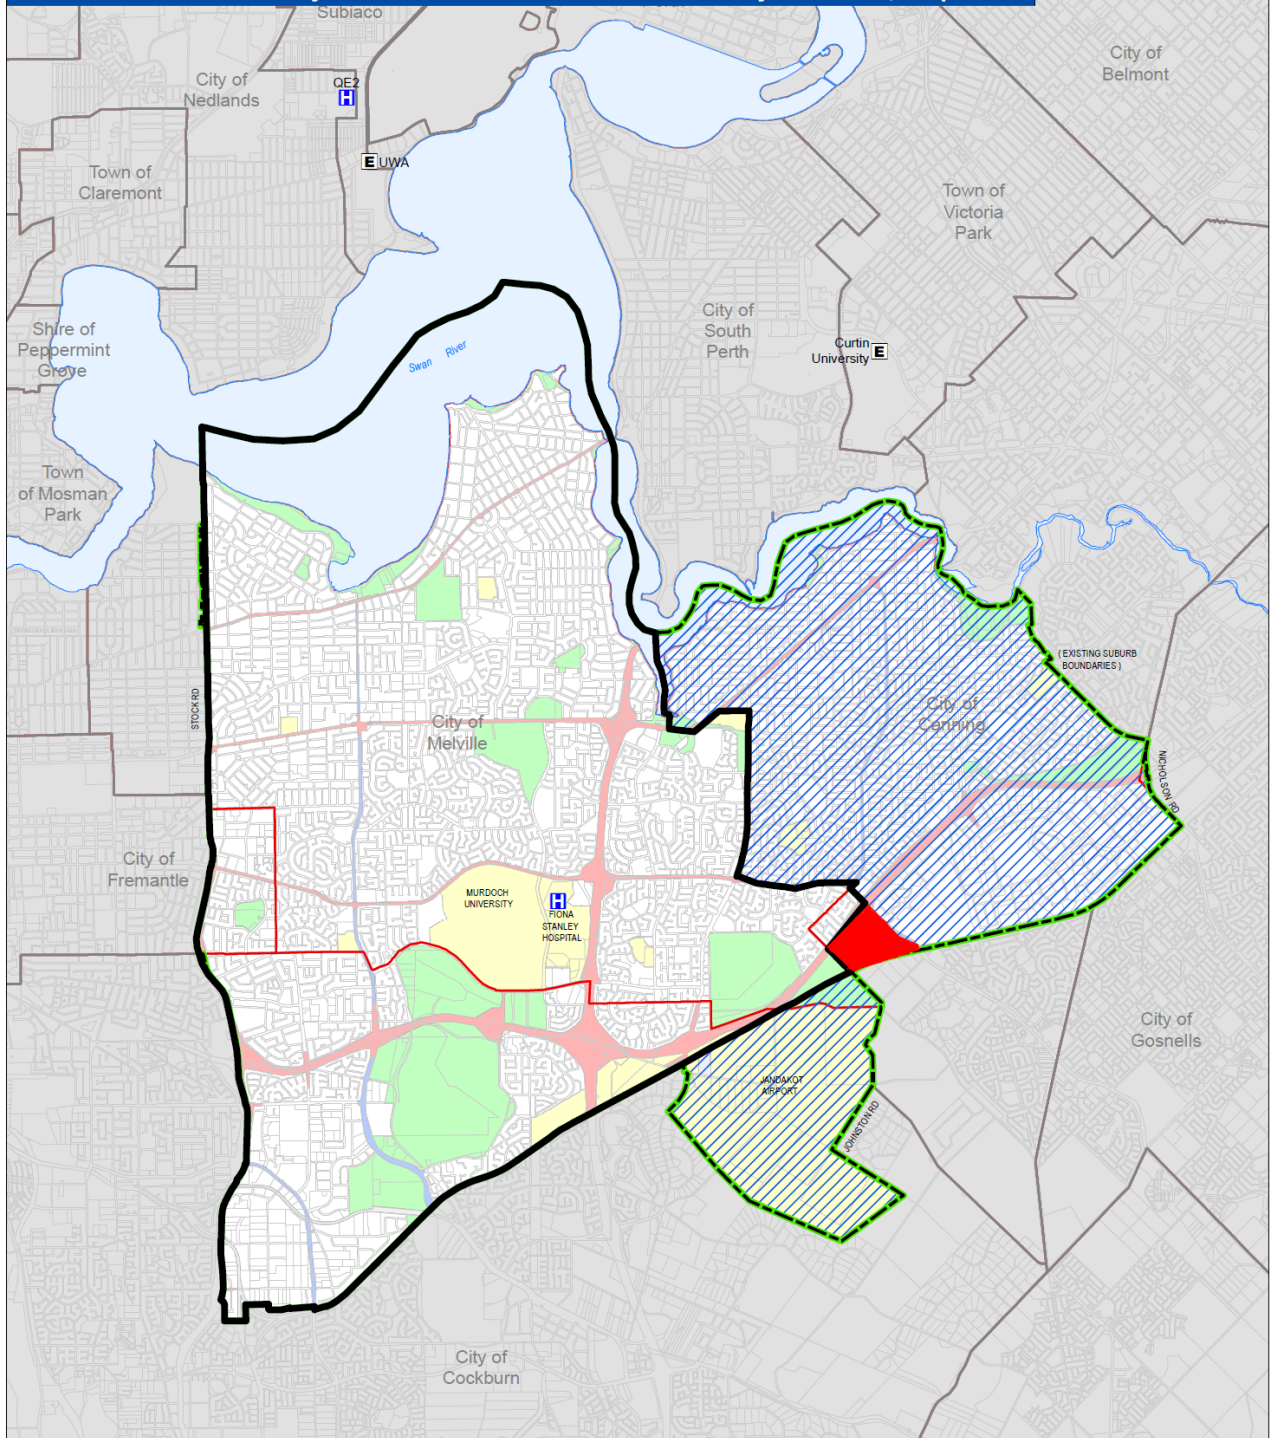 Subiaco
City of
Belmont
City of
Nedlands
QE2
H
E UWA
Town of
Claremont
Town of
Victoria
Park
City of
South
Perth
Shire of
Peppermint
Grove
Curtin
University E
Swan River
Town
of Mosman
Park
( EXISTING SUBURB
BOUNDARIES )
STOCK RD
City of
Melville
City of
Canning
NICHOLSON RD
City of
Fremantle
MURDOCH
UNIVERSITY
H
FIONA
STANLEY
HOSPITAL
City of
Gosnells
JANDAKOT
AIRPORT
JOHNSTON RD
City of
Cockburn